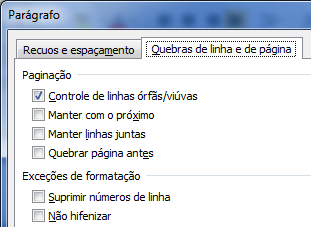 Parágrafo
Recuos e espaçamento Quebras de linha e de página
Paginação
Controle de linhas órfãs/viúvas
Manter com o próximo
Manter linhas juntas
Quebrar página antes
Exceções de formatação
Suprimir números de linha
Não hifenizar